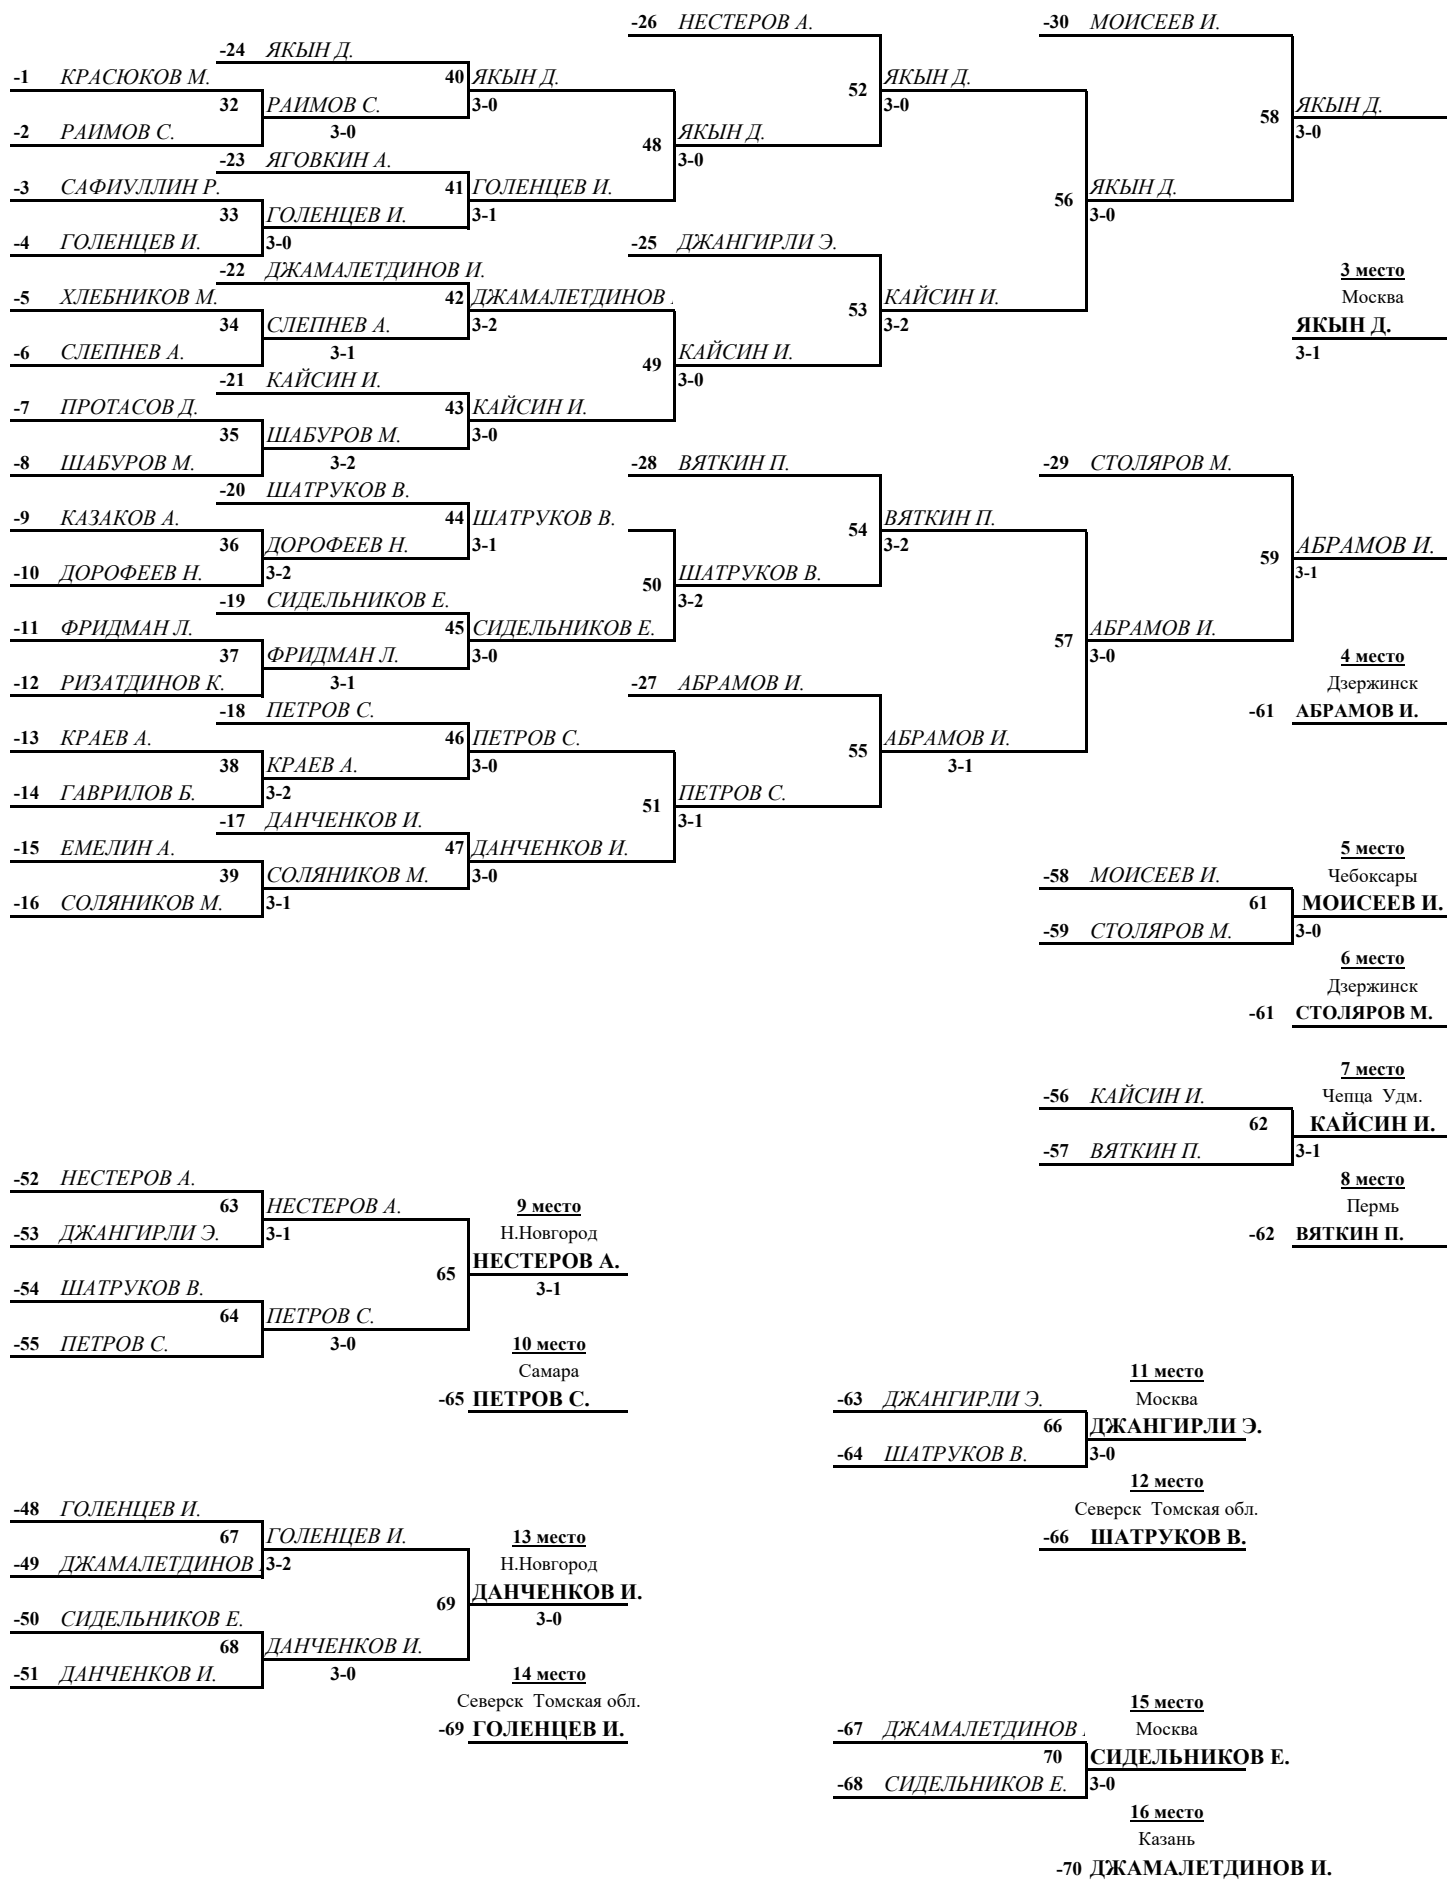 -26 НЕСТЕРОВ А. -30 МОИСЕЕВ И.
-24 ЯКЫН Д.
-1 КРАСЮКОВ М. 40 ЯКЫН Д. 52 ЯКЫН Д.
32 РАИМОВ С. 3-0 3-0 58 ЯКЫН Д.
-2 РАИМОВ С. 3-0 48 ЯКЫН Д. 3-0
-23 ЯГОВКИН А. 3-0
-3 САФИУЛЛИН Р. 41 ГОЛЕНЦЕВ И. 56 ЯКЫН Д.
33 ГОЛЕНЦЕВ И. 3-1 3-0
-4 ГОЛЕНЦЕВ И. 3-0 -25 ДЖАНГИРЛИ Э.
-22 ДЖАМАЛЕТДИНОВ И. 3 место
-5 ХЛЕБНИКОВ М. 42 ДЖАМАЛЕТДИНОВ 53 КАЙСИН И. Москва
34 СЛЕПНЕВ А. 3-2 3-2 ЯКЫН Д.
-6 СЛЕПНЕВ А. 3-1 49 КАЙСИН И. 3-1
-21 КАЙСИН И. 3-0
-7 ПРОТАСОВ Д. 43 КАЙСИН И.
35 ШАБУРОВ М. 3-0
-8 ШАБУРОВ М. 3-2 -28 ВЯТКИН П. -29 СТОЛЯРОВ М.
-20 ШАТРУКОВ В.
-9 КАЗАКОВ А. 44 ШАТРУКОВ В. 54 ВЯТКИН П.
36 ДОРОФЕЕВ Н. 3-1 3-2 59 АБРАМОВ И.
-10 ДОРОФЕЕВ Н. 3-2 50 ШАТРУКОВ В. 3-1
-19 СИДЕЛЬНИКОВ Е. 3-2
-11 ФРИДМАН Л. 45 СИДЕЛЬНИКОВ Е. 57 АБРАМОВ И.
37 ФРИДМАН Л. 3-0 3-0 4 место
-12 РИЗАТДИНОВ К. 3-1 -27 АБРАМОВ И. Дзержинск
-18 ПЕТРОВ С. -61 АБРАМОВ И.
-13 КРАЕВ А. 46 ПЕТРОВ С. 55 АБРАМОВ И.
38 КРАЕВ А. 3-0 3-1
-14 ГАВРИЛОВ Б. 3-2 51 ПЕТРОВ С.
-17 ДАНЧЕНКОВ И. 3-1
-15 ЕМЕЛИН А. 47 ДАНЧЕНКОВ И. 5 место
39 СОЛЯНИКОВ М. 3-0 -58 МОИСЕЕВ И. Чебоксары
-16 СОЛЯНИКОВ М. 3-1 61 МОИСЕЕВ И.
-59 СТОЛЯРОВ М. 3-0
6 место
Дзержинск
-61 СТОЛЯРОВ М.
7 место
-56 КАЙСИН И. Чепца Удм.
62 КАЙСИН И.
-57 ВЯТКИН П. 3-1
-52 НЕСТЕРОВ А. 8 место
63 НЕСТЕРОВ А. 9 место Пермь
-53 ДЖАНГИРЛИ Э. 3-1 Н.Новгород -62 ВЯТКИН П.
65 НЕСТЕРОВ А.
-54 ШАТРУКОВ В. 3-1
64 ПЕТРОВ С.
-55 ПЕТРОВ С. 3-0 10 место
Самара 11 место
-65 ПЕТРОВ С. -63 ДЖАНГИРЛИ Э. Москва
66 ДЖАНГИРЛИ Э.
-64 ШАТРУКОВ В. 3-0
12 место
-48 ГОЛЕНЦЕВ И. Северск Томская обл.
67 ГОЛЕНЦЕВ И. 13 место -66 ШАТРУКОВ В.
-49 ДЖАМАЛЕТДИНОВ 3-2 Н.Новгород
69 ДАНЧЕНКОВ И.
-50 СИДЕЛЬНИКОВ Е. 3-0
68 ДАНЧЕНКОВ И.
-51 ДАНЧЕНКОВ И. 3-0 14 место
Северск Томская обл. 15 место
-69 ГОЛЕНЦЕВ И. -67 ДЖАМАЛЕТДИНОВ Москва
70 СИДЕЛЬНИКОВ Е.
-68 СИДЕЛЬНИКОВ Е. 3-0
16 место
Казань
-70 ДЖАМАЛЕТДИНОВ И.